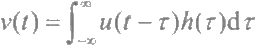 v(t) = ∫_{-∞}^{∞} u(t − τ)h(τ)dτ